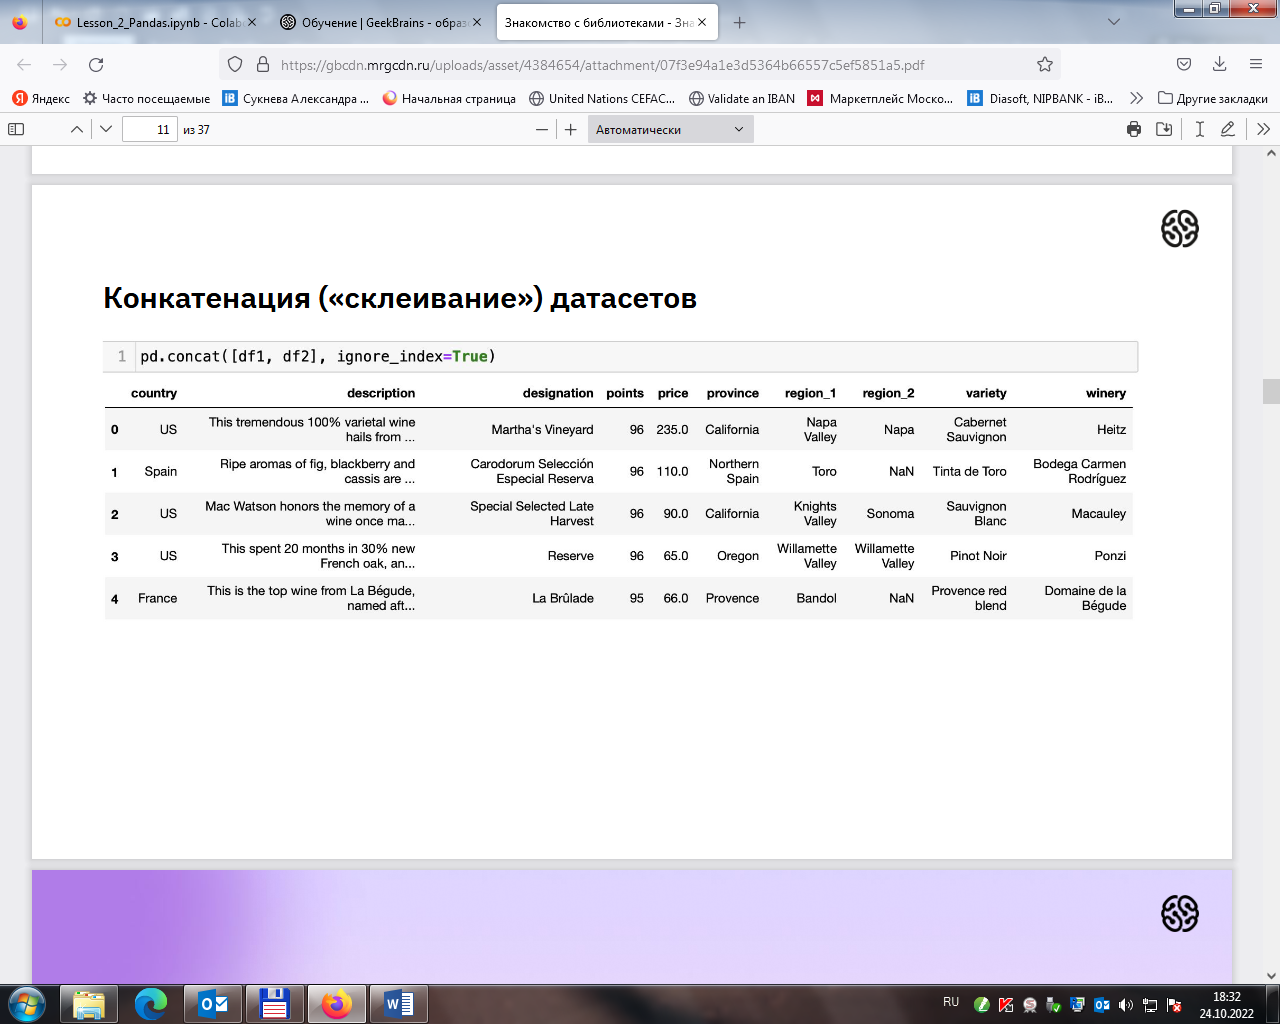 Lesson_2_Pandas.ipynb - Colab
Обучение | GeekBrains - образо
Знакомство с библиотеками - Зна
https://gbcdn.mrgcdn.ru/uploads/asset/4384654/attachment/07f3e94a1e3d5364b66557c5ef5851a5.pdf
Яндекс Часто посещаемые Сукнева Александра ... Начальная страница United Nations CEFAC... Validate an IBAN Маркетплейс Моско... Diasoft, NIPBANK - iB... Другие закладки
11 из 37 Автоматически
Конкатенация («склеивание») датасетов
1 pd.concat([df1, df2], ignore_index=True)
country description designation points price province region_1 region_2 variety winery
0 US This tremendous 100% varietal wine hails from ... Martha's Vineyard 96 235.0 California Napa Valley Napa Cabernet Sauvignon Heitz
1 Spain Ripe aromas of fig, blackberry and cassis are ... Carodorum Selección Especial Reserva 96 110.0 Northern Spain Toro NaN Tinta de Toro Bodega Carmen Rodríguez
2 US Mac Watson honors the memory of a wine once ma... Special Selected Late Harvest 96 90.0 California Knights Valley Sonoma Sauvignon Blanc Macauley
3 US This spent 20 months in 30% new French oak, an... Reserve 96 65.0 Oregon Willamette Valley Willamette Valley Pinot Noir Ponzi
4 France This is the top wine from La Bégude, named aft... La Brûlade 95 66.0 Provence Bandol NaN Provence red blend Domaine de la Bégude
RU
18:32
24.10.2022